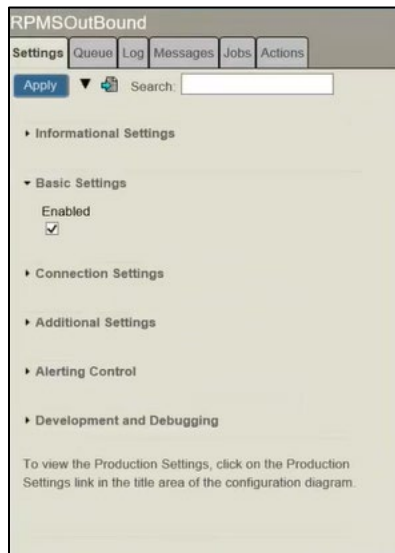 RPMSOutBound
Settings Queue Log Messages Jobs Actions
Apply Search:
Informational Settings
Basic Settings
Enabled
Connection Settings
Additional Settings
Alerting Control
Development and Debugging
To view the Production Settings, click on the Production
Settings link in the title area of the configuration diagram.